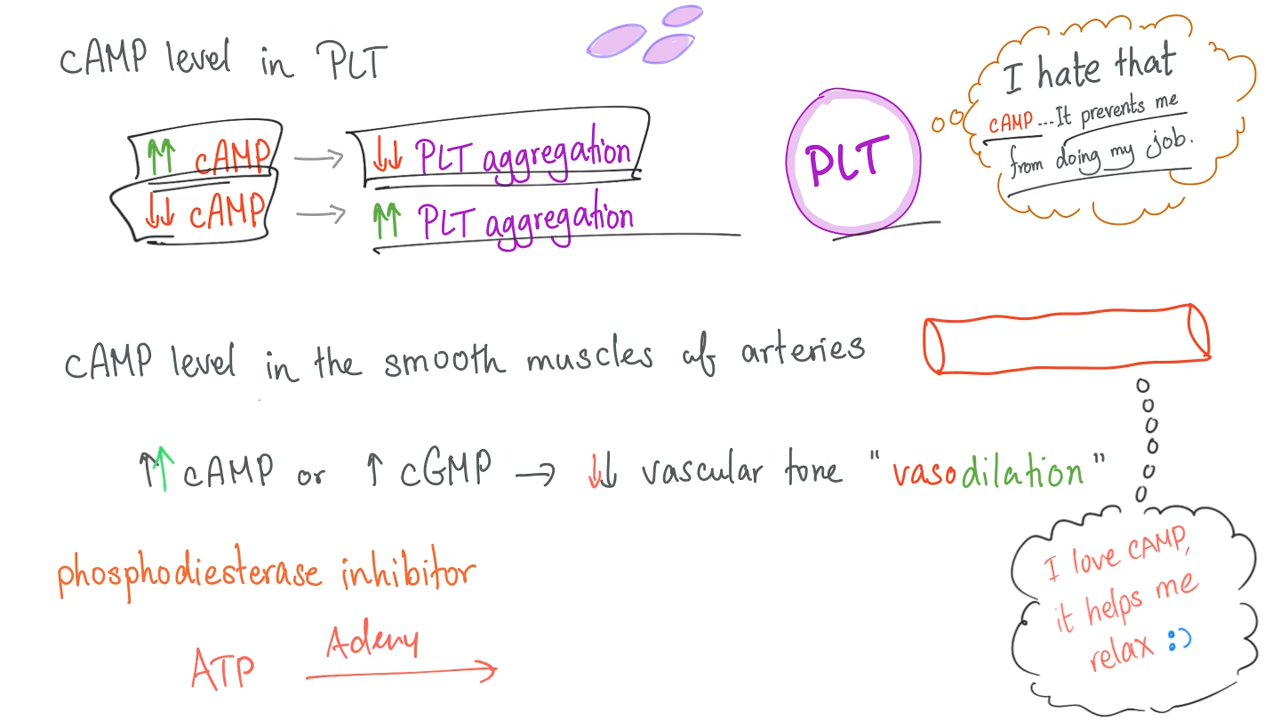 cAMP level in PLT
↑↑ cAMP → ↓↓ PLT aggregation
↓↓ cAMP → ↑↑ PLT aggregation
PLT
I hate that
cAMP...It prevents me
from doing my job.
cAMP level in the smooth muscles of arteries
↑↑ cAMP or ↑ cGMP → ↓↓ vascular tone "vasodilation"
I love cAMP,
it helps me
relax :)
phosphodiesterase inhibitor
ATP Adeny →